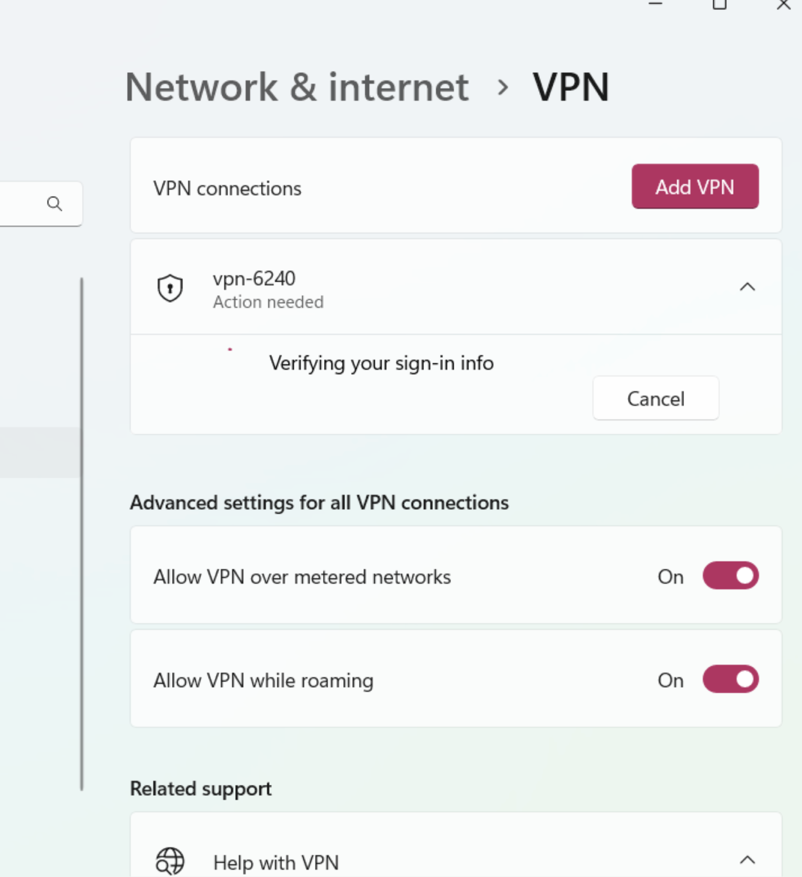 Network & internet > VPN
VPN connections
Add VPN
vpn-6240
Action needed
Verifying your sign-in info
Cancel
Advanced settings for all VPN connections
Allow VPN over metered networks
On
Allow VPN while roaming
On
Related support
Help with VPN